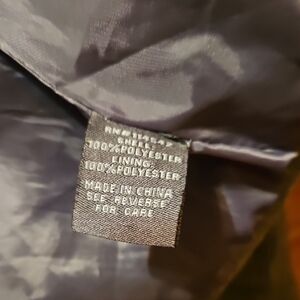 SHELL:
100%POLYESTER
LINING:
100%POLYESTER
MADE IN CHINA
SEE REVERSE
FOR CARE